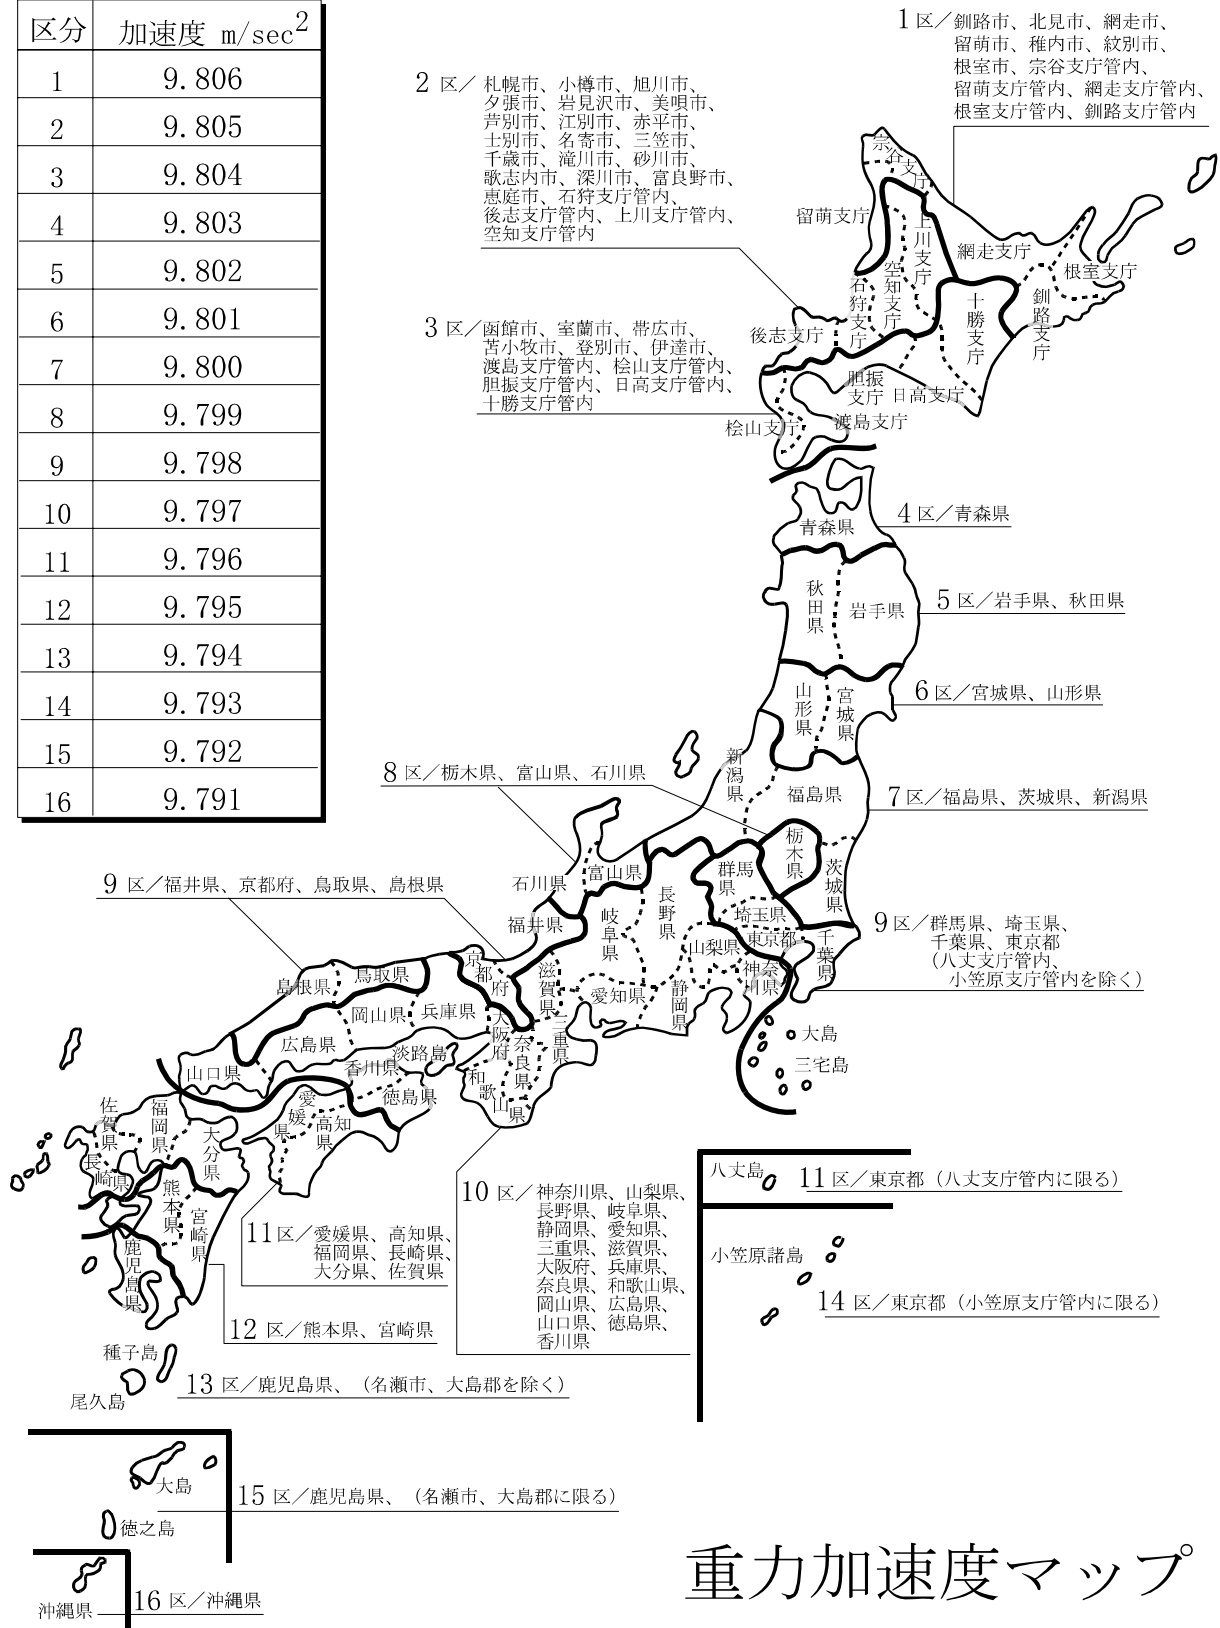 区分 加速度 m/sec²
1 9.806
2 9.805
3 9.804
4 9.803
5 9.802
6 9.801
7 9.800
8 9.799
9 9.798
10 9.797
11 9.796
12 9.795
13 9.794
14 9.793
15 9.792
16 9.791
1区/釧路市、北見市、網走市、
留萌市、稚内市、紋別市、
根室市、宗谷支庁管内、
留萌支庁管内、網走支庁管内、
根室支庁管内、釧路支庁管内
2区/札幌市、小樽市、旭川市、
夕張市、岩見沢市、美唄市、
芦別市、江別市、赤平市、
士別市、名寄市、三笠市、
千歳市、滝川市、砂川市、
歌志内市、深川市、富良野市、
恵庭市、石狩支庁管内、
後志支庁管内、上川支庁管内、
空知支庁管内
3区/函館市、室蘭市、帯広市、
苫小牧市、登別市、伊達市、
渡島支庁管内、桧山支庁管内、
胆振支庁管内、日高支庁管内、
十勝支庁管内
宗谷支庁
留萌支庁
上川支庁
網走支庁
根室支庁
空知支庁
石狩支庁
十勝支庁
釧路支庁
後志支庁
胆振
支庁
日高支庁
渡島支庁
桧山支庁
4区/青森県
青森県
5区/岩手県、秋田県
秋田県
岩手県
6区/宮城県、山形県
山形県
宮城県
新潟県
8区/栃木県、富山県、石川県
福島県
7区/福島県、茨城県、新潟県
栃木県
茨城県
群馬県
富山県
石川県
長野県
9区/福井県、京都府、鳥取県、島根県
福井県
岐阜県
埼玉県
東京都
山梨県
千葉県
神奈川県
9区/群馬県、埼玉県、
千葉県、東京都
(八丈支庁管内、
小笠原支庁管内を除く)
京都府
滋賀県
鳥取県
島根県
愛知県
静岡県
岡山県
兵庫県
大阪府
三重県
奈良県
広島県
淡路島
香川県
山口県
和歌山県
徳島県
愛媛県
高知県
大島
三宅島
佐賀県
福岡県
大分県
長崎県
熊本県
宮崎県
鹿児島県
八丈島
11区/東京都(八丈支庁管内に限る)
小笠原諸島
14区/東京都(小笠原支庁管内に限る)
10区/神奈川県、山梨県、
長野県、岐阜県、
静岡県、愛知県、
三重県、滋賀県、
大阪府、兵庫県、
奈良県、和歌山県、
岡山県、広島県、
山口県、徳島県、
香川県
11区/愛媛県、高知県、
福岡県、長崎県、
大分県、佐賀県
12区/熊本県、宮崎県
種子島
尾久島
13区/鹿児島県、(名瀬市、大島郡を除く)
大島
15区/鹿児島県、(名瀬市、大島郡に限る)
徳之島
沖縄県
16区/沖縄県
重力加速度マップ